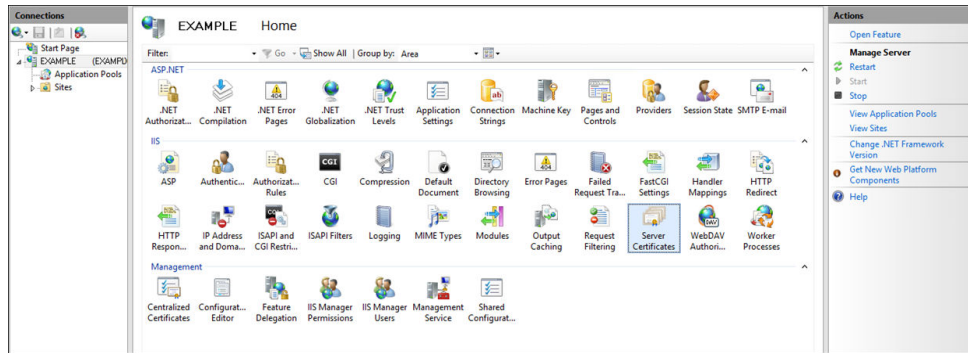 Connections
Start Page
EXAMPLE (EXAMPL
Application Pools
Sites
EXAMPLE Home
Filter: Go Show All Group by: Area
ASP.NET
.NET Authorizat...
.NET Compilation
.NET Error Pages
.NET Globalization
.NET Trust Levels
Application Settings
Connection Strings
Machine Key
Pages and Controls
Providers
Session State
SMTP E-mail
IIS
ASP
Authentic...
Authorizat... Rules
CGI
Compression
Default Document
Directory Browsing
Error Pages
Failed Request Tra...
FastCGI Settings
Handler Mappings
HTTP Redirect
HTTP Respon...
IP Address and Doma...
ISAPI and CGI Restri...
ISAPI Filters
Logging
MIME Types
Modules
Output Caching
Request Filtering
Server Certificates
WebDAV Authori...
Worker Processes
Management
Centralized Certificates
Configurat... Editor
Feature Delegation
IIS Manager Permissions
IIS Manager Users
Management Service
Shared Configurat...
Actions
Open Feature
Manage Server
Restart
Start
Stop
View Application Pools
View Sites
Change .NET Framework
Version
Get New Web Platform
Components
Help